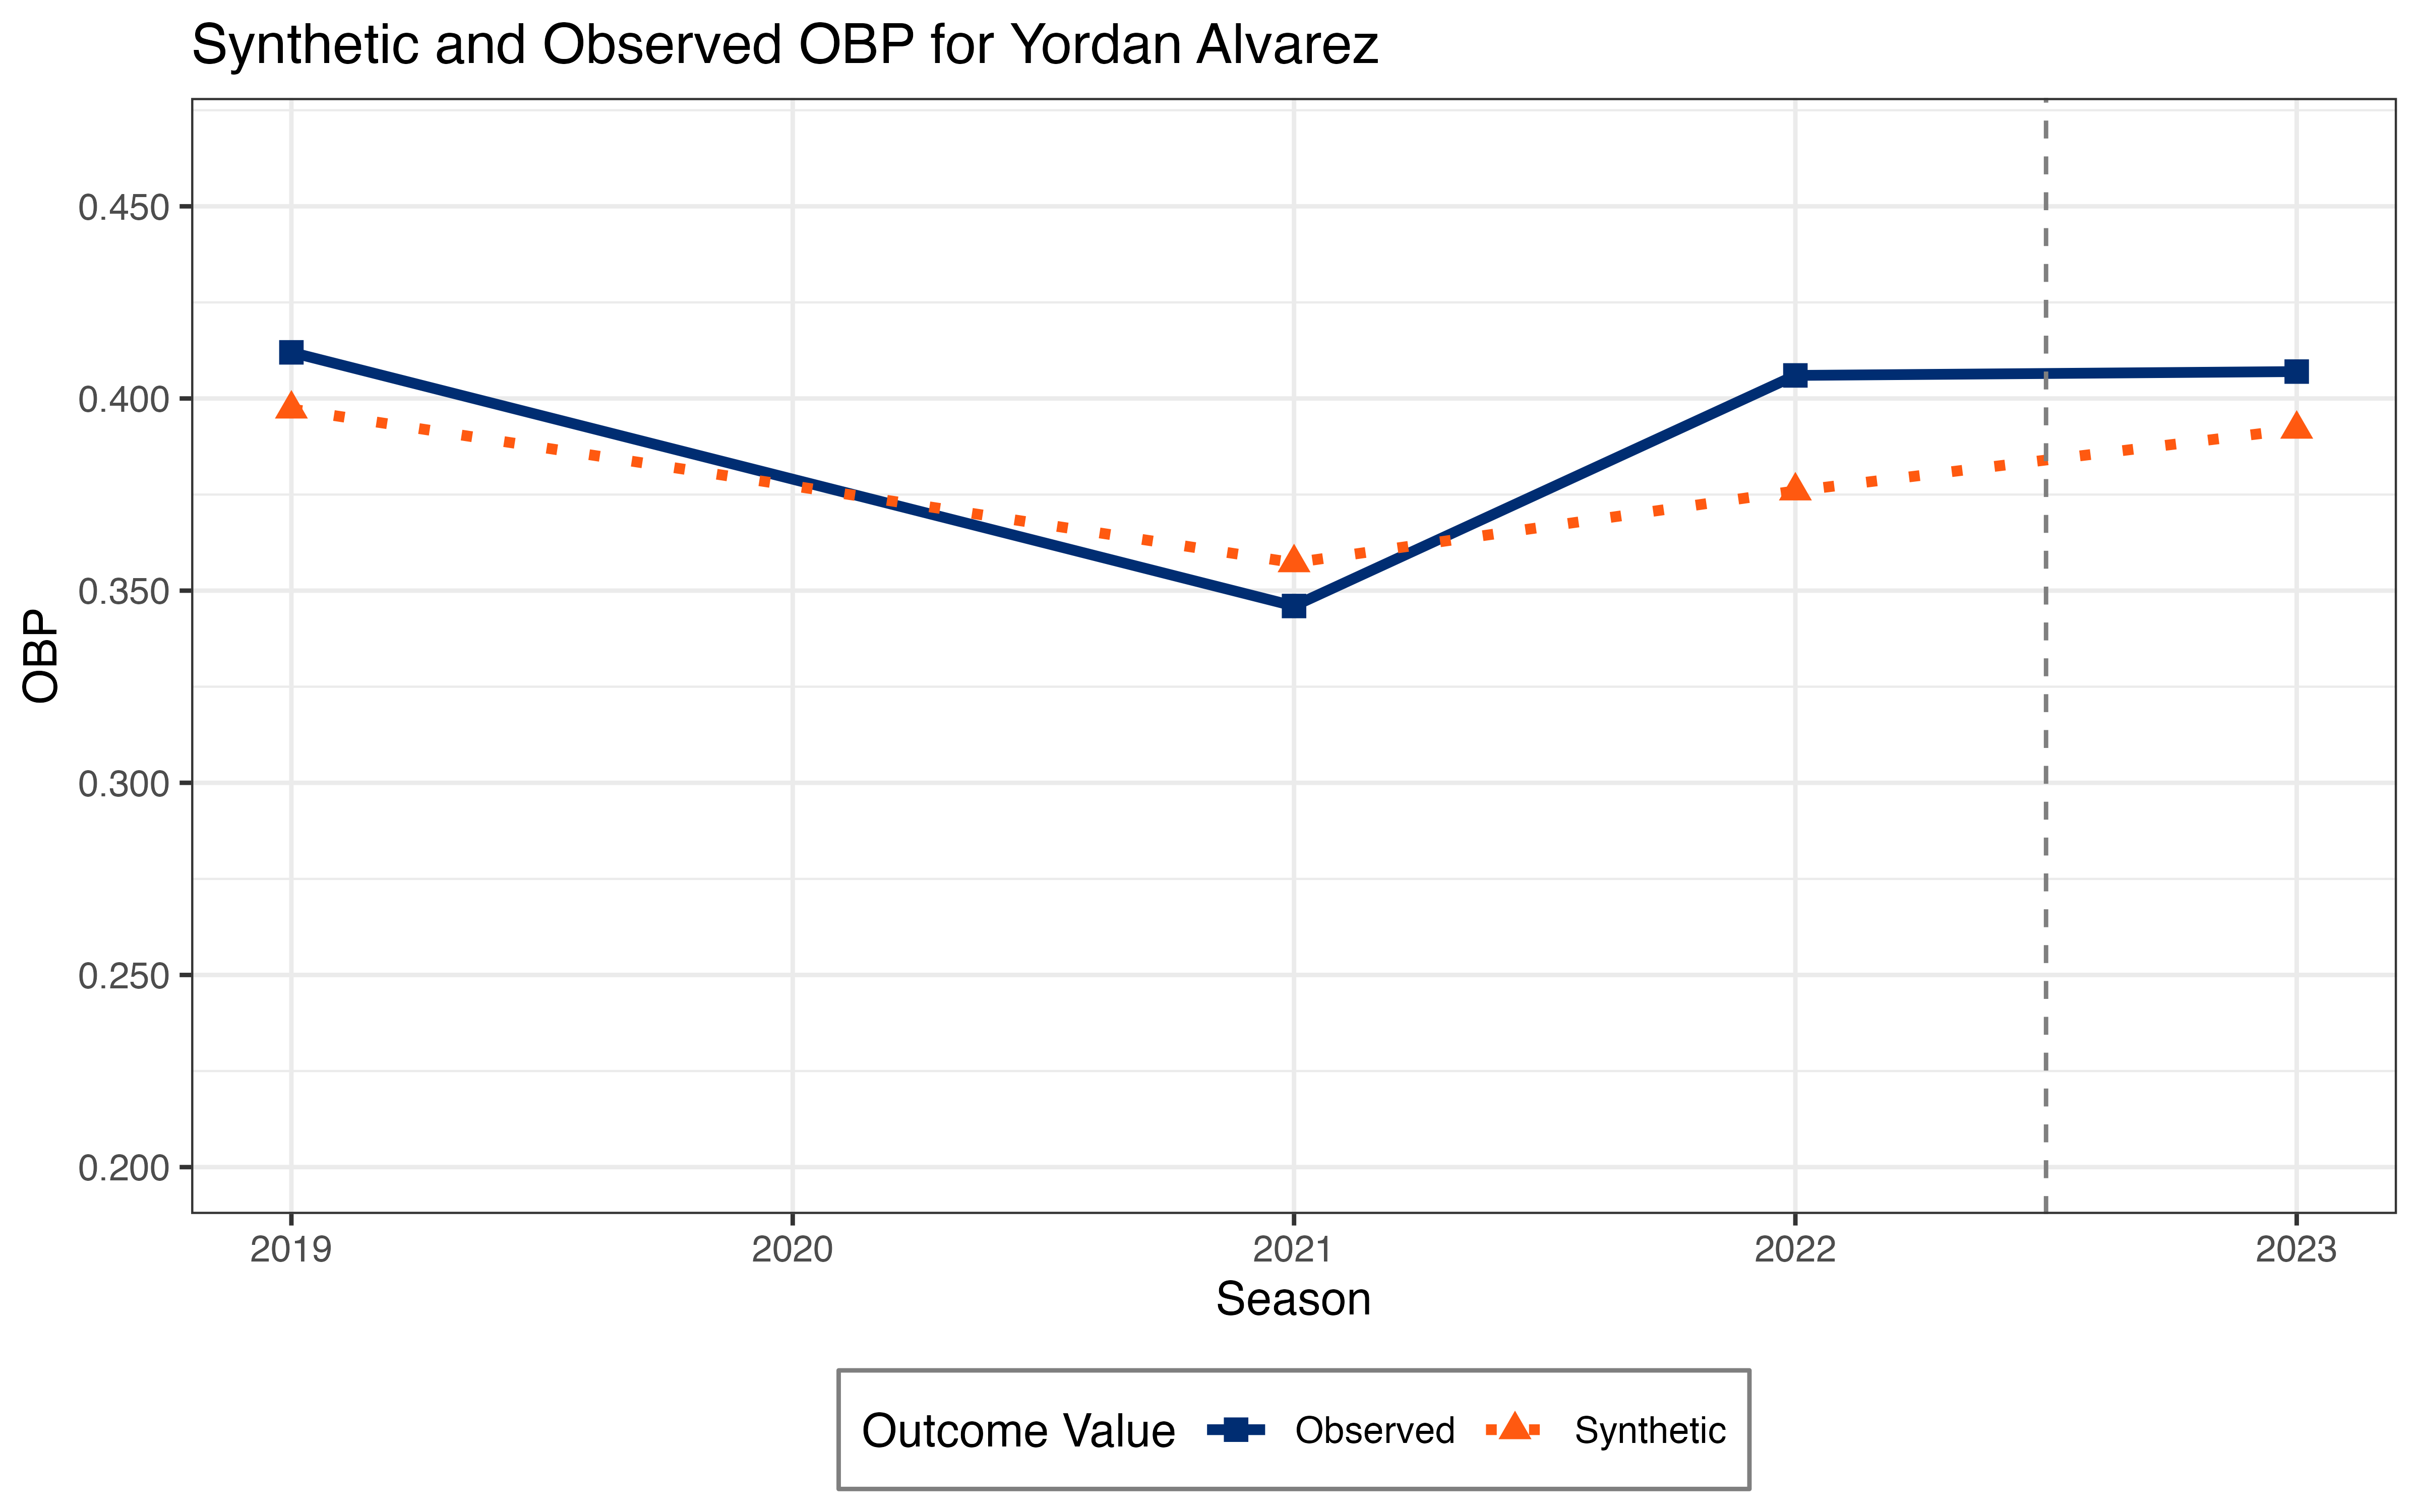 Synthetic and Observed OBP for Yordan Alvarez
OBP
0.450
0.400
0.350
0.300
0.250
0.200
2019 2020 2021 2022 2023
Season
Outcome Value Observed Synthetic